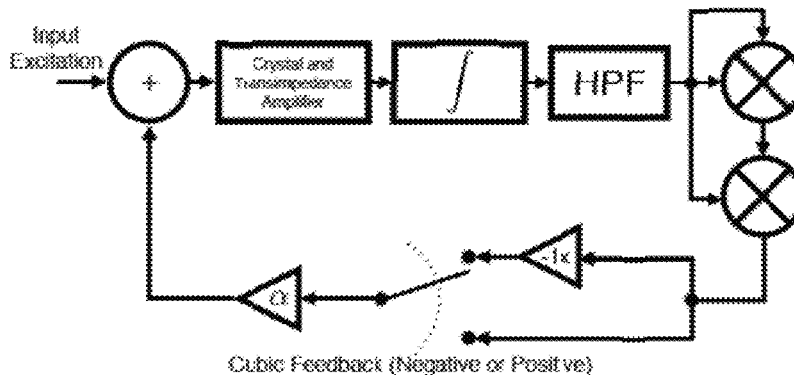 Input
Excitation
+
Crystal and
Transimpedance
Amplifier
∫
HPF
-1x
α
Cubic Feedback (Negative or Positive)